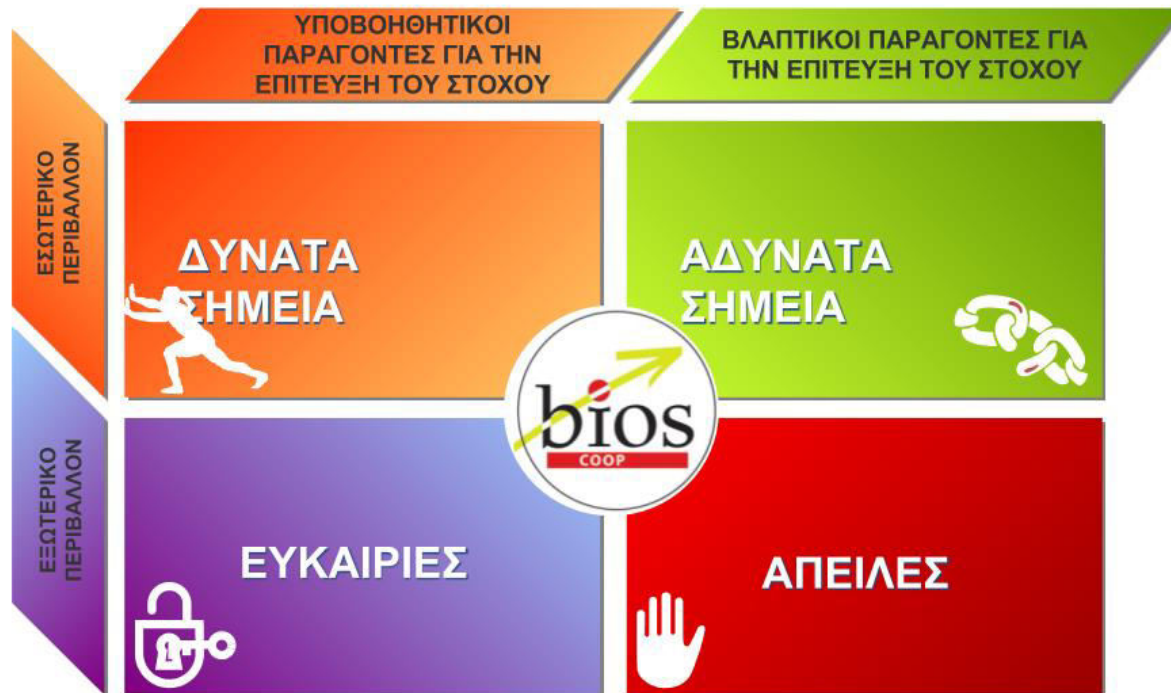 ΥΠΟΒΟΗΘΗΤΙΚΟΙ
ΠΑΡΑΓΟΝΤΕΣ ΓΙΑ ΤΗΝ
ΕΠΙΤΕΥΞΗ ΤΟΥ ΣΤΟΧΟΥ
ΒΛΑΠΤΙΚΟΙ ΠΑΡΑΓΟΝΤΕΣ ΓΙΑ
ΤΗΝ ΕΠΙΤΕΥΞΗ ΤΟΥ ΣΤΟΧΟΥ
ΕΣΩΤΕΡΙΚΟ
ΠΕΡΙΒΑΛΛΟΝ
ΔΥΝΑΤΑ
ΣΗΜΕΙΑ
ΑΔΥΝΑΤΑ
ΣΗΜΕΙΑ
bios
COOP
ΕΞΩΤΕΡΙΚΟ
ΠΕΡΙΒΑΛΛΟΝ
ΕΥΚΑΙΡΙΕΣ
ΑΠΕΙΛΕΣ